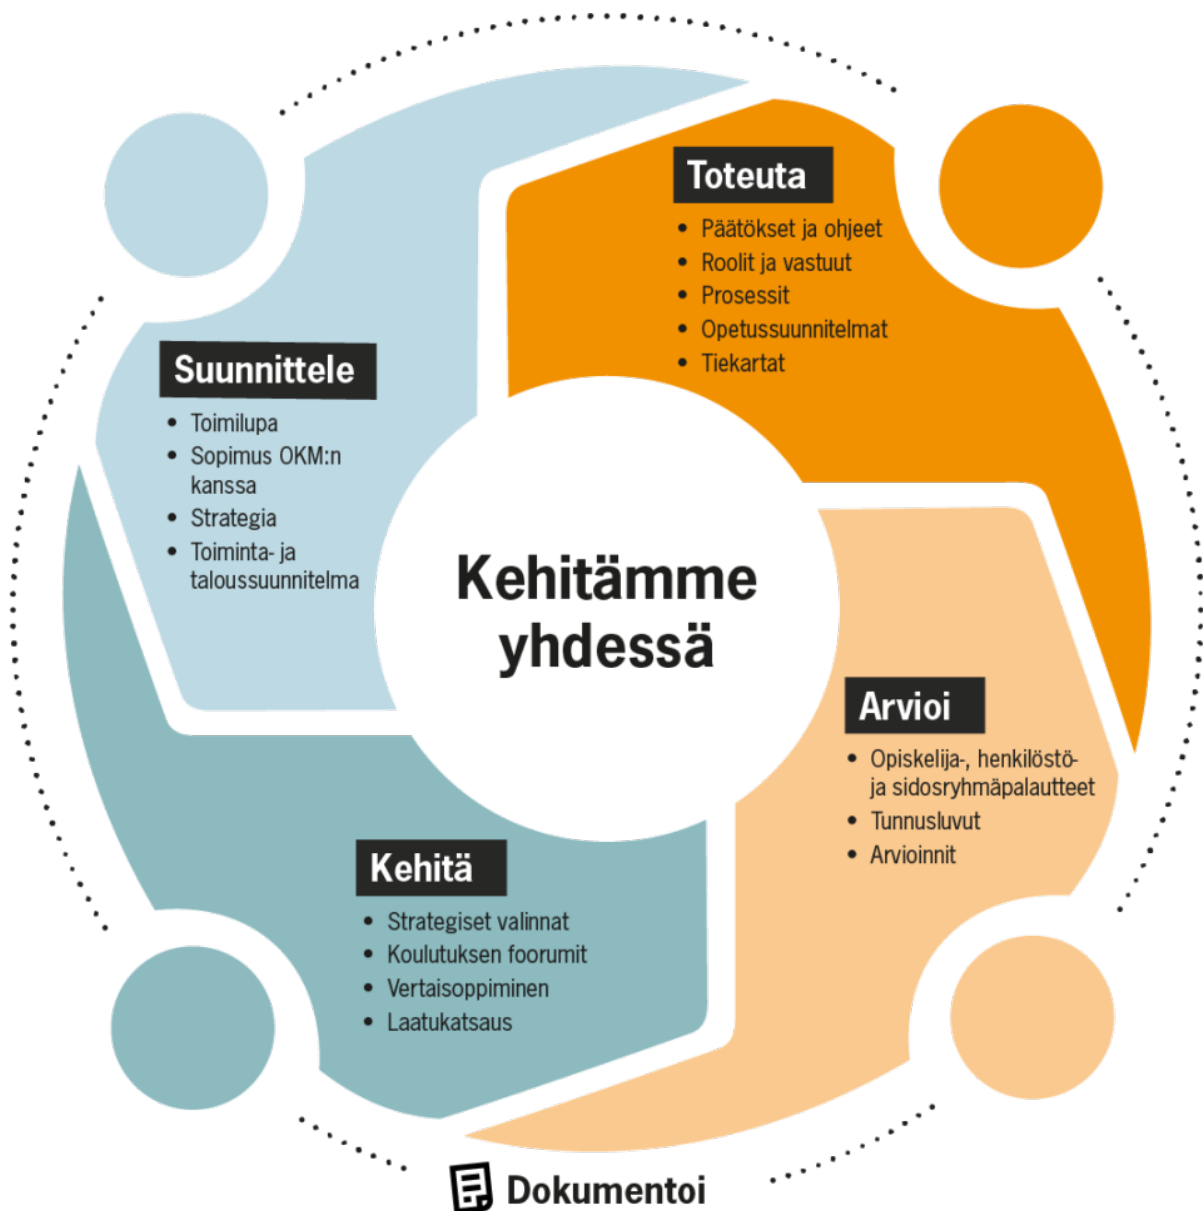 Toteuta
• Päätökset ja ohjeet
• Roolit ja vastuut
• Prosessit
• Opetussuunnitelmat
• Tiekartat
Suunnittele
• Toimilupa
• Sopimus OKM:n
kanssa
• Strategia
• Toiminta- ja
taloussuunnitelma
Kehitämme
yhdessä
Arvioi
• Opiskelija-, henkilöstö-
ja sidosryhmäpalautteet
• Tunnusluvut
• Arvioinnit
Kehitä
• Strategiset valinnat
• Koulutuksen foorumit
• Vertaisoppiminen
• Laatukatsaus
Dokumentoi